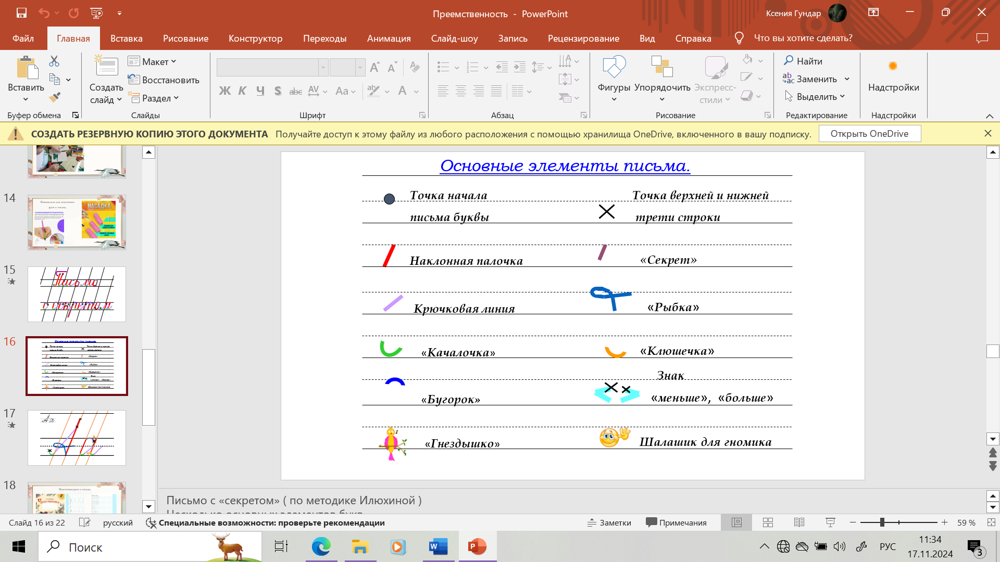 Преемственность - PowerPoint
Ксения Гундар
Файл Главная Вставка Рисование Конструктор Переходы Анимация Слайд-шоу Запись Рецензирование Вид Справка Что вы хотите сделать?
Вставить
Буфер обмена
Создать слайд
Макет
Восстановить
Раздел
Слайды
Ж К Ч S abc AV Aa A
Шрифт
Абзац
Фигуры
Упорядочить
Экспресс-стили
Рисование
Найти
Заменить
Выделить
Редактирование
Надстройки
Надстройки
СОЗДАТЬ РЕЗЕРВНУЮ КОПИЮ ЭТОГО ДОКУМЕНТА Получайте доступ к этому файлу из любого расположения с помощью хранилища OneDrive, включенного в вашу подписку. Открыть OneDrive
14
НАСАДКА
15
Письмо
с секретом
16
17
Аа
18
Подготовка руки к письму
Основные элементы письма.
Точка начала
письма буквы
Точка верхней и нижней
трети строки
Наклонная палочка
«Секрет»
Крючковая линия
«Рыбка»
«Качалочка»
«Клюшечка»
Знак
«Бугорок»
«меньше», «больше»
«Гнездышко»
Шалашик для гномика
Письмо с «секретом» ( по методике Илюхиной )
Слайд 16 из 22 русский Специальные возможности: проверьте рекомендации Заметки Примечания 59 %
Поиск
РУС
11:34
17.11.2024
3